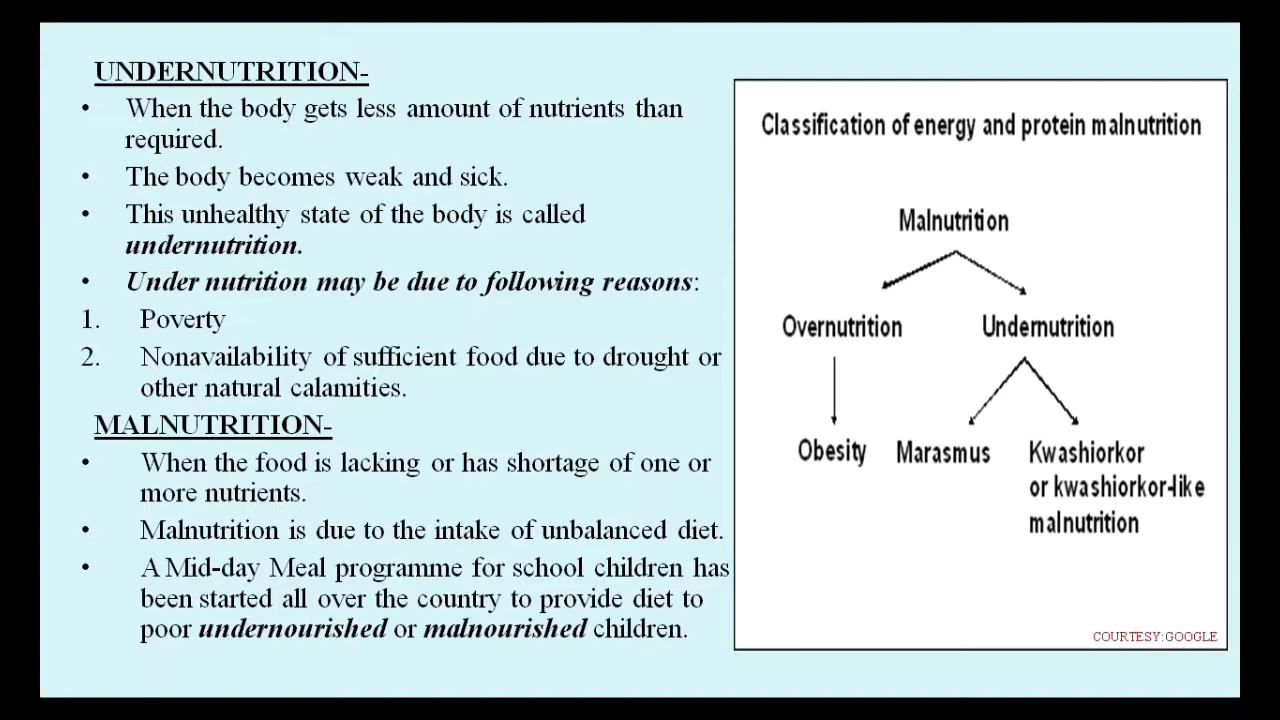 UNDERNUTRITION-
• When the body gets less amount of nutrients than
required.
• The body becomes weak and sick.
• This unhealthy state of the body is called
undernutrition.
• Under nutrition may be due to following reasons:
1. Poverty
2. Nonavailability of sufficient food due to drought or
other natural calamities.
MALNUTRITION-
• When the food is lacking or has shortage of one or
more nutrients.
• Malnutrition is due to the intake of unbalanced diet.
• A Mid-day Meal programme for school children has
been started all over the country to provide diet to
poor undernourished or malnourished children.
Classification of energy and protein malnutrition
Malnutrition
Overnutrition Undernutrition
Obesity Marasmus Kwashiorkor
or kwashiorkor-like
malnutrition
COURTESY:GOOGLE